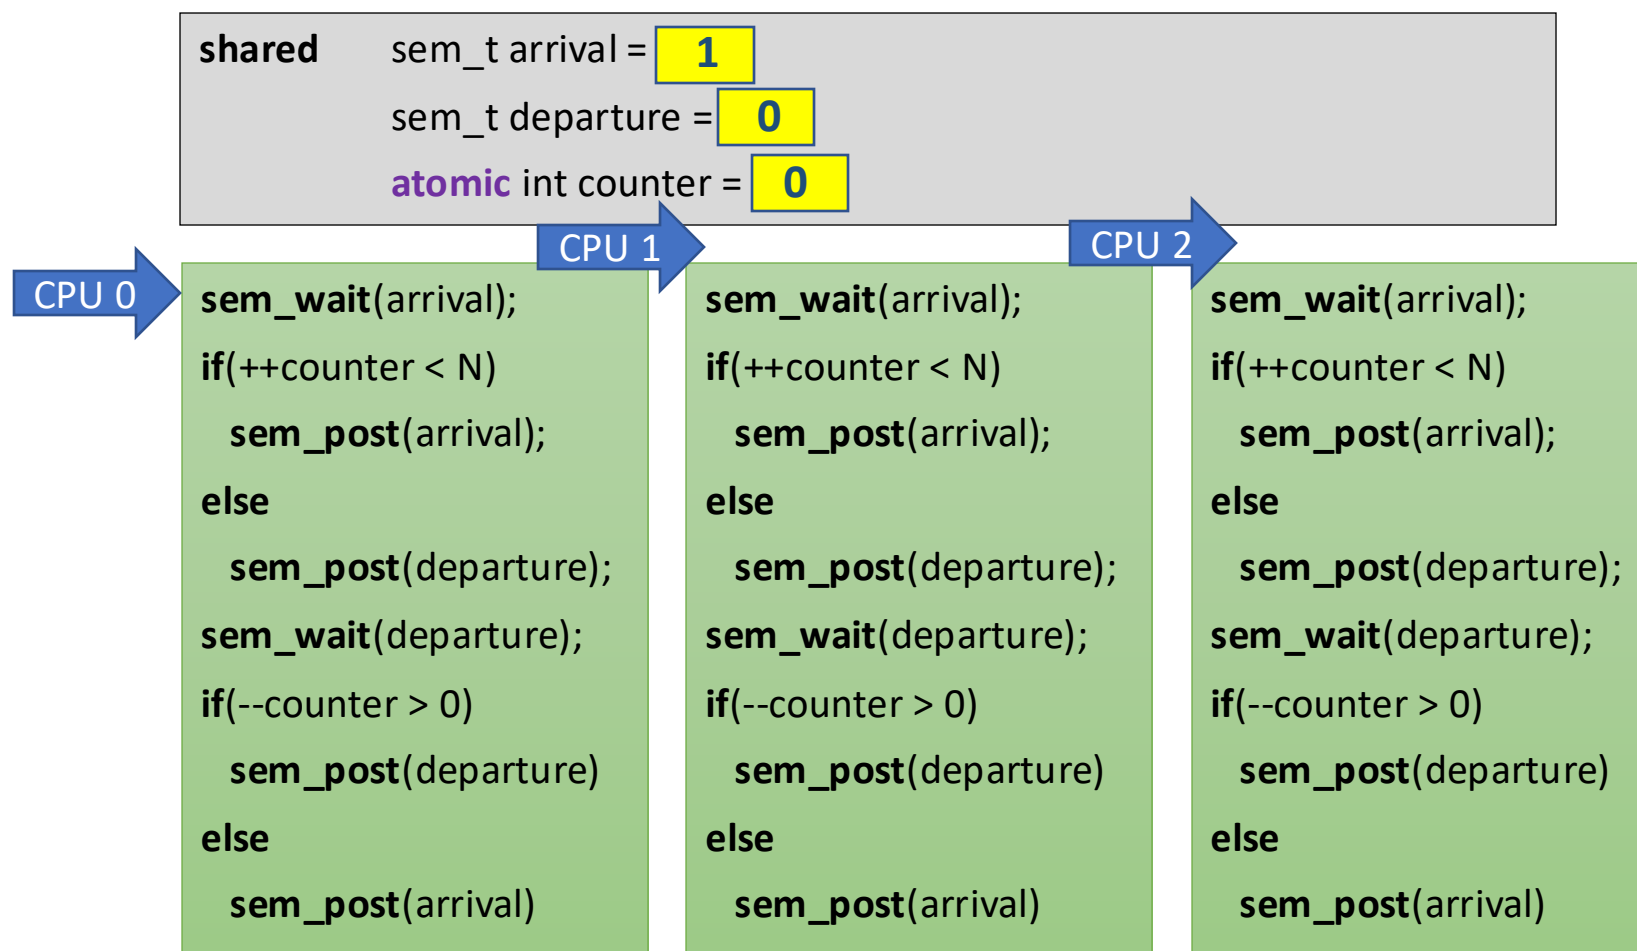 shared sem_t arrival = 1
sem_t departure = 0
atomic int counter = 0
CPU 0
sem_wait(arrival);
if(++counter < N)
sem_post(arrival);
else
sem_post(departure);
sem_wait(departure);
if(--counter > 0)
sem_post(departure)
else
sem_post(arrival)
CPU 1
sem_wait(arrival);
if(++counter < N)
sem_post(arrival);
else
sem_post(departure);
sem_wait(departure);
if(--counter > 0)
sem_post(departure)
else
sem_post(arrival)
CPU 2
sem_wait(arrival);
if(++counter < N)
sem_post(arrival);
else
sem_post(departure);
sem_wait(departure);
if(--counter > 0)
sem_post(departure)
else
sem_post(arrival)